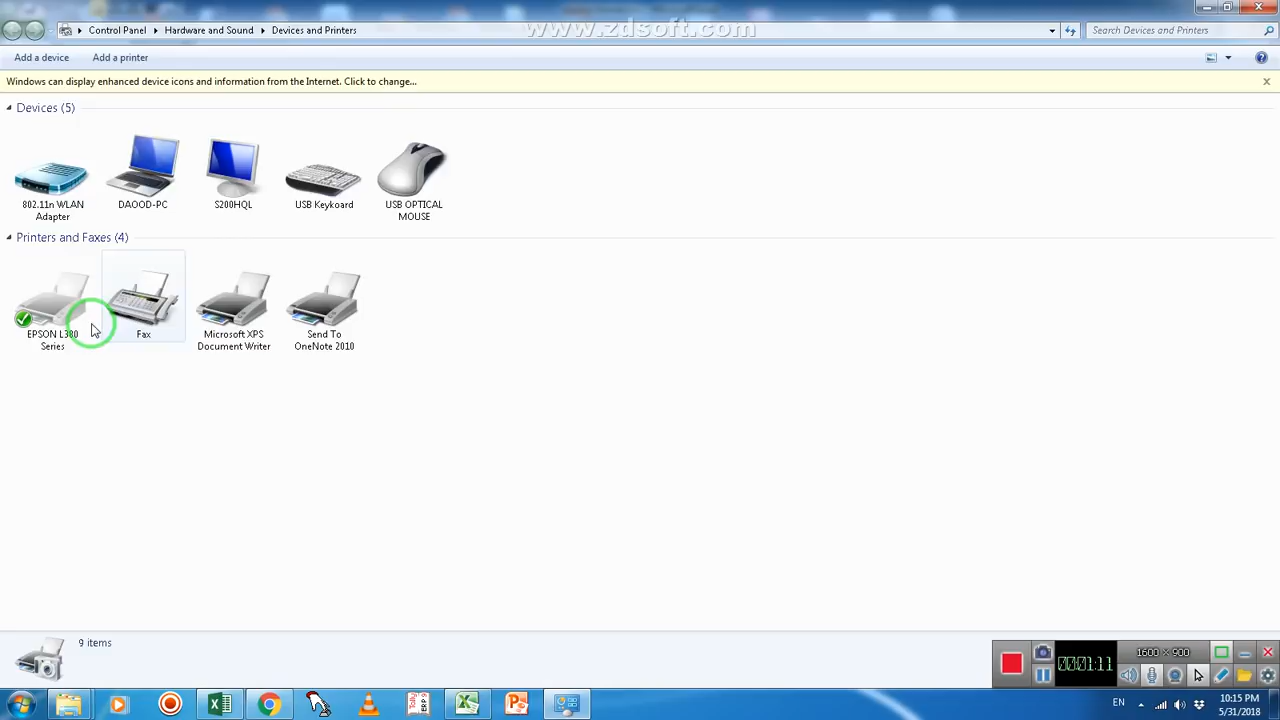 www.zdsoft.com
Control Panel Hardware and Sound Devices and Printers
Search Devices and Printers
Add a device Add a printer
Windows can display enhanced device icons and information from the Internet. Click to change...
Devices (5)
802.11n WLAN Adapter
DAOOD-PC
S200HQL
USB Keykoard
USB OPTICAL MOUSE
Printers and Faxes (4)
EPSON L380 Series
Fax
Microsoft XPS Document Writer
Send To OneNote 2010
9 items
00:01:11
1600 × 900
EN
10:15 PM
5/31/2018